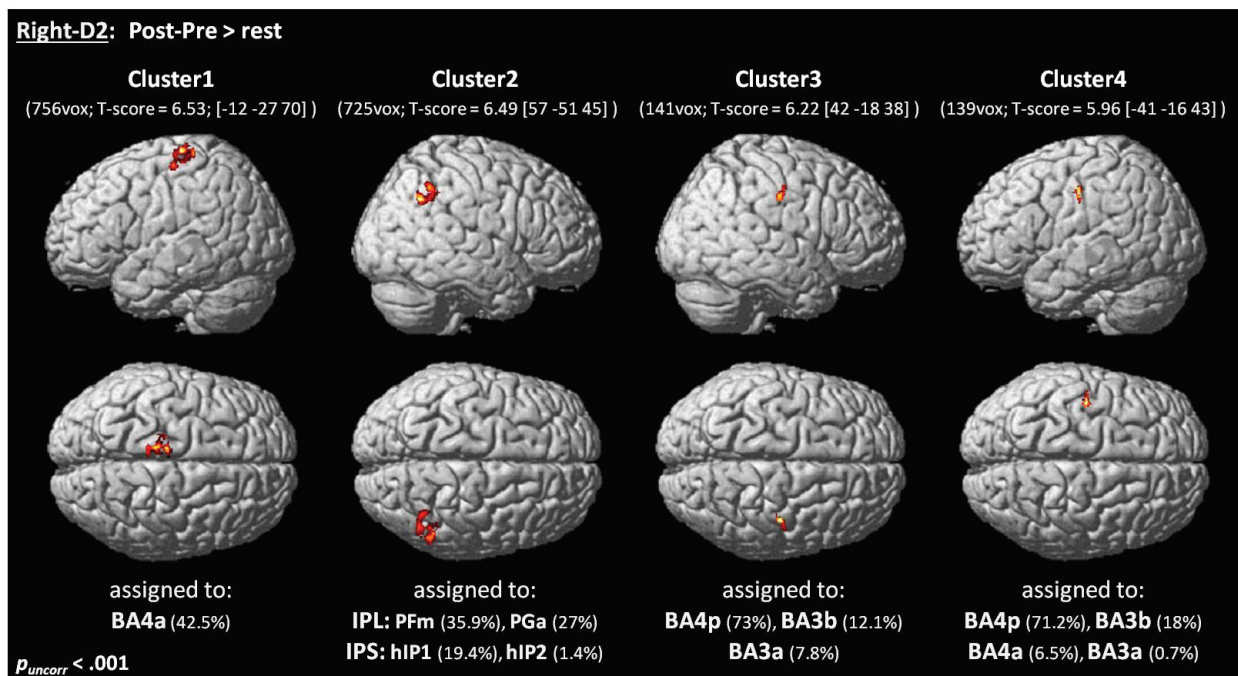 Right-D2: Post-Pre > rest
Cluster1
(756vox; T-score = 6.53; [-12 -27 70] )
Cluster2
(725vox; T-score = 6.49 [57 -51 45] )
Cluster3
(141vox; T-score = 6.22 [42 -18 38] )
Cluster4
(139vox; T-score = 5.96 [-41 -16 43] )
assigned to:
BA4a (42.5%)
assigned to:
IPL: PFm (35.9%), PGa (27%)
IPS: hIP1 (19.4%), hIP2 (1.4%)
assigned to:
BA4p (73%), BA3b (12.1%)
BA3a (7.8%)
assigned to:
BA4p (71.2%), BA3b (18%)
BA4a (6.5%), BA3a (0.7%)
puncorr < .001